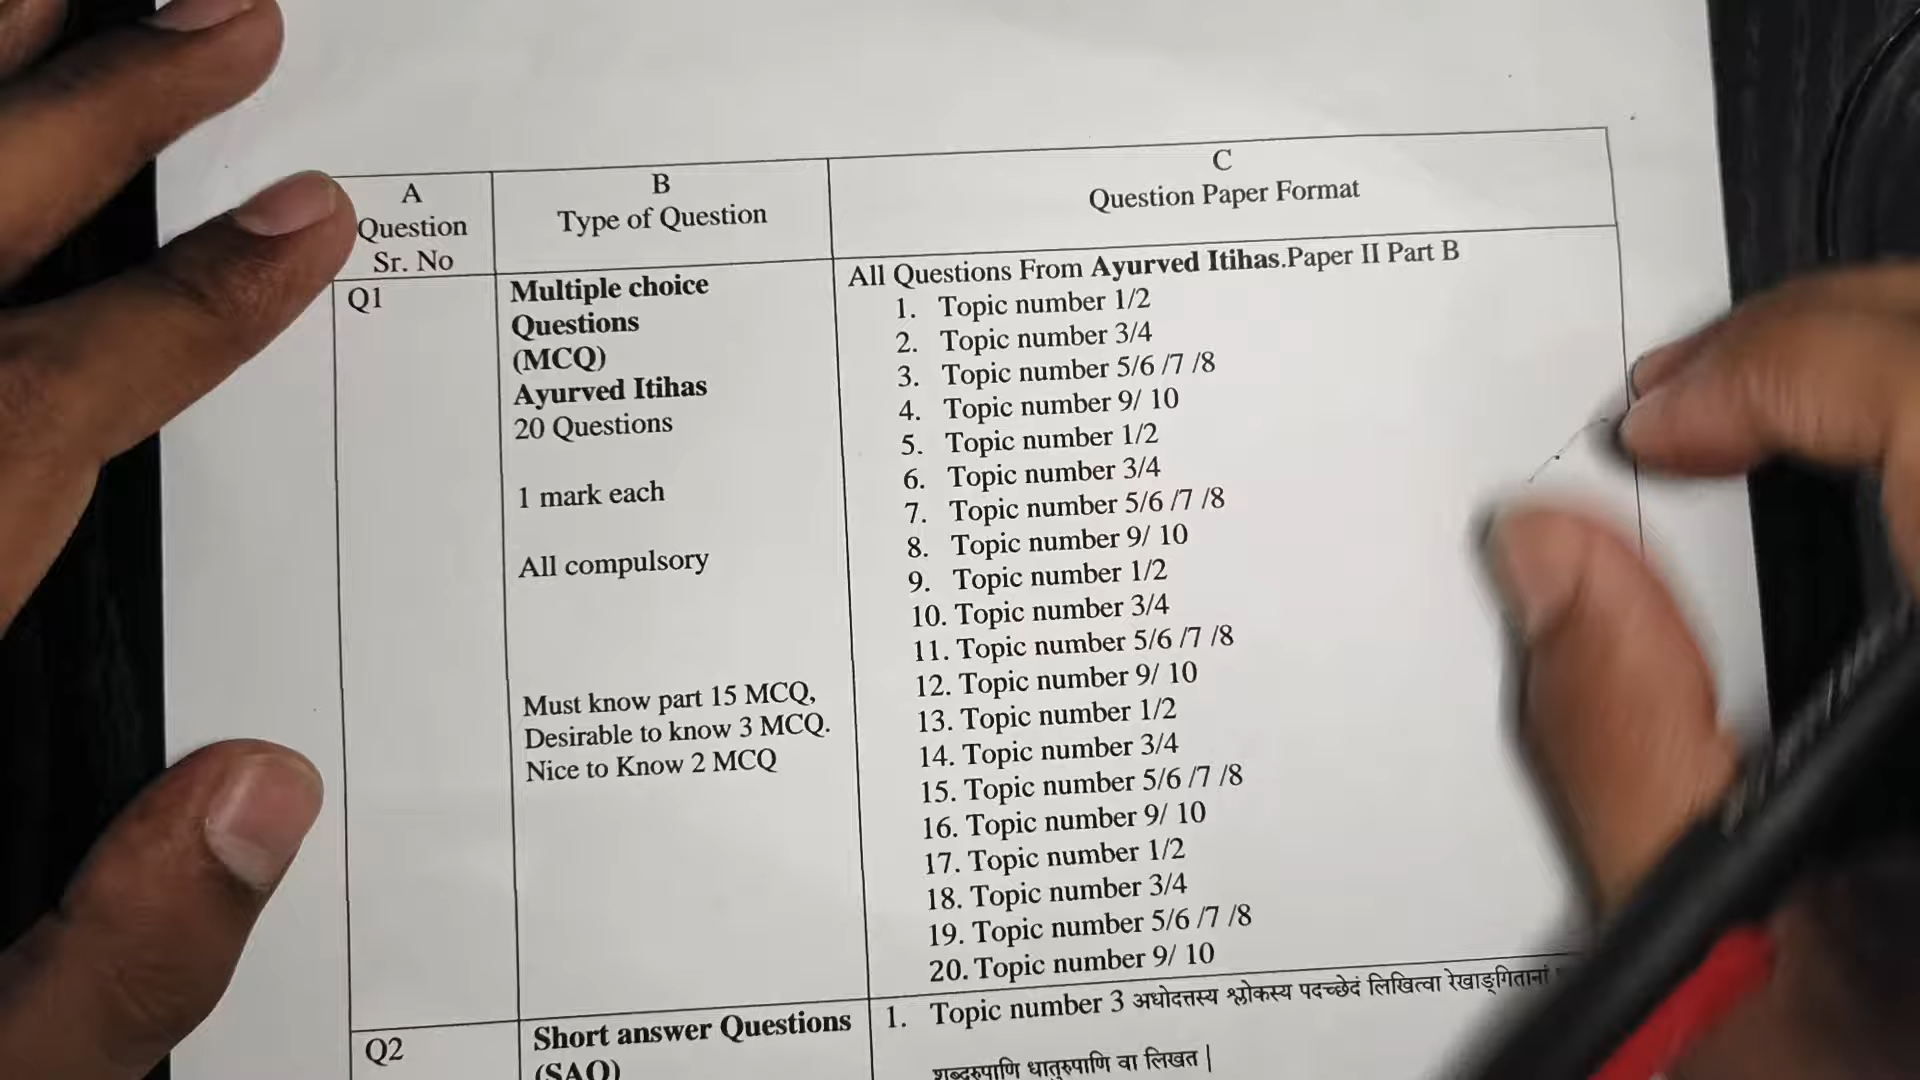 A
Question
Sr. No
B
Type of Question
C
Question Paper Format
Q1
Multiple choice
Questions
(MCQ)
Ayurved Itihas
20 Questions
1 mark each
All compulsory
Must know part 15 MCQ,
Desirable to know 3 MCQ.
Nice to Know 2 MCQ
All Questions From Ayurved Itihas.Paper II Part B
1. Topic number 1/2
2. Topic number 3/4
3. Topic number 5/6 /7 /8
4. Topic number 9/ 10
5. Topic number 1/2
6. Topic number 3/4
7. Topic number 5/6 /7 /8
8. Topic number 9/ 10
9. Topic number 1/2
10. Topic number 3/4
11. Topic number 5/6 /7 /8
12. Topic number 9/ 10
13. Topic number 1/2
14. Topic number 3/4
15. Topic number 5/6 /7 /8
16. Topic number 9/ 10
17. Topic number 1/2
18. Topic number 3/4
19. Topic number 5/6 /7 /8
20. Topic number 9/ 10
Q2
Short answer Questions
(SAQ)
1. Topic number 3 अधोदत्तस्य श्लोकस्य पदच्छेदं लिखित्वा रेखाङ्गितानां
शब्दरुपाणि धातुरुपाणि वा लिखत |